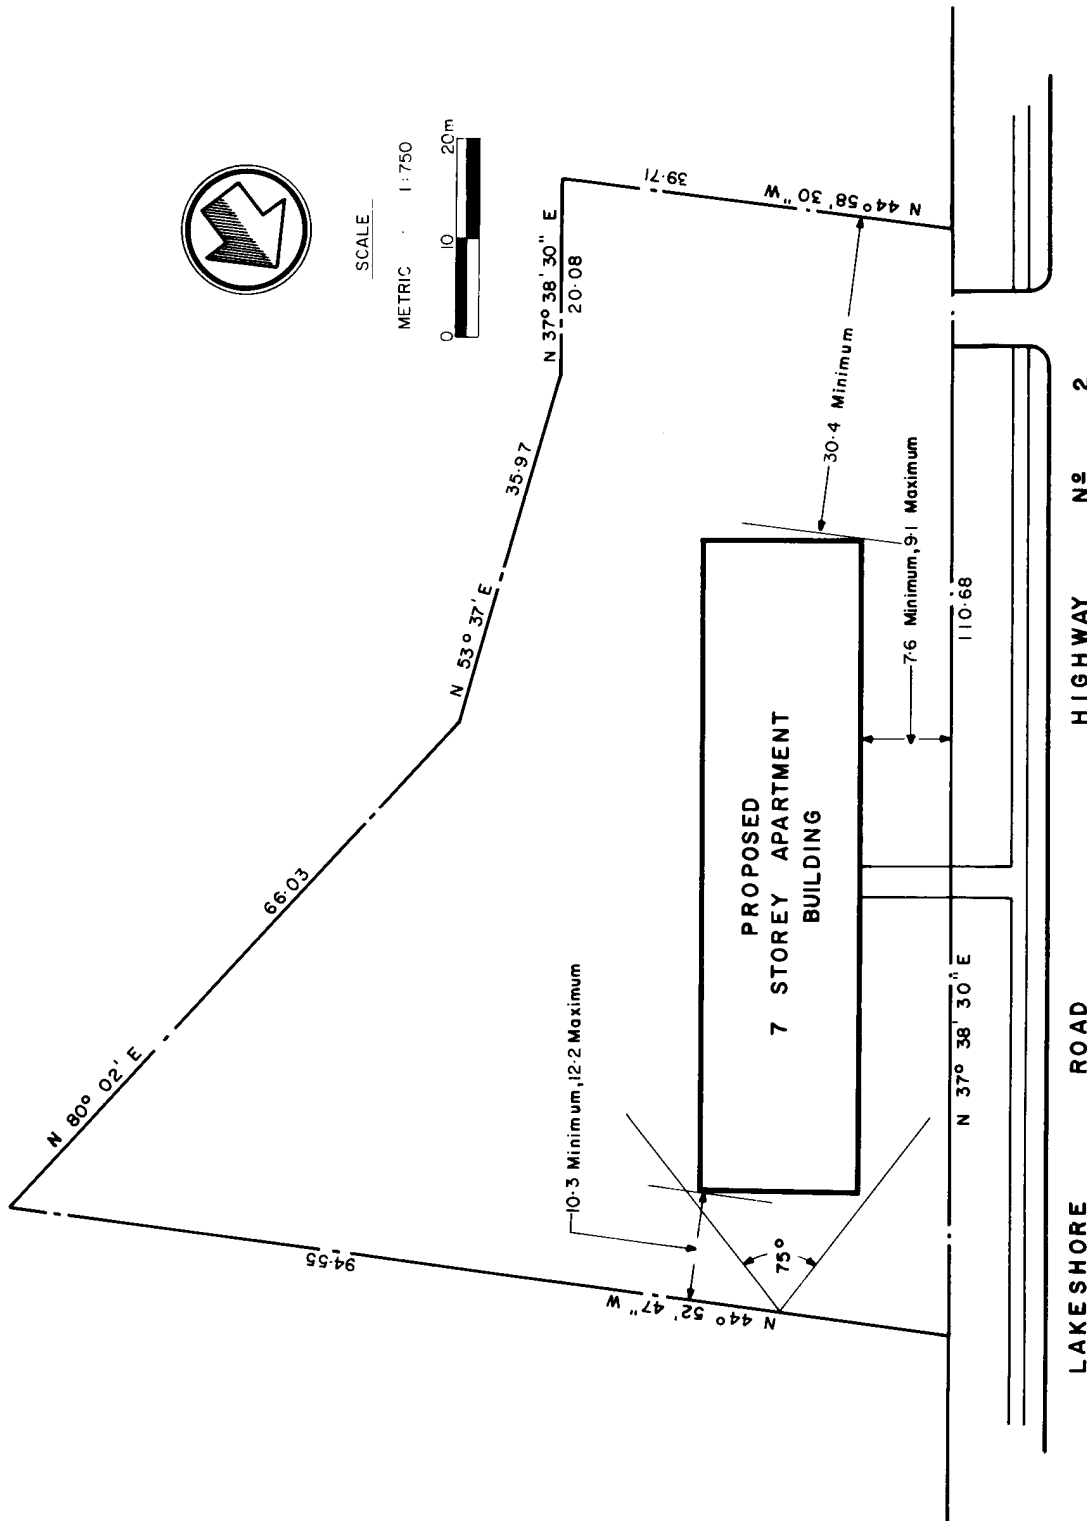 SCALE
METRIC : 1:750
0 10 20m
N 80° 02' E
66·03
N 53° 37' E
35·97
N 37° 38' 30" E
20·08
39·71
N 44° 58' 30" W
94·55
N 44° 52' 47" W
10·3 Minimum, 12·2 Maximum
75°
PROPOSED
7 STOREY APARTMENT
BUILDING
30·4 Minimum
7·6 Minimum, 9·1 Maximum
N 37° 38' 30" E
110·68
LAKESHORE ROAD HIGHWAY Nº 2